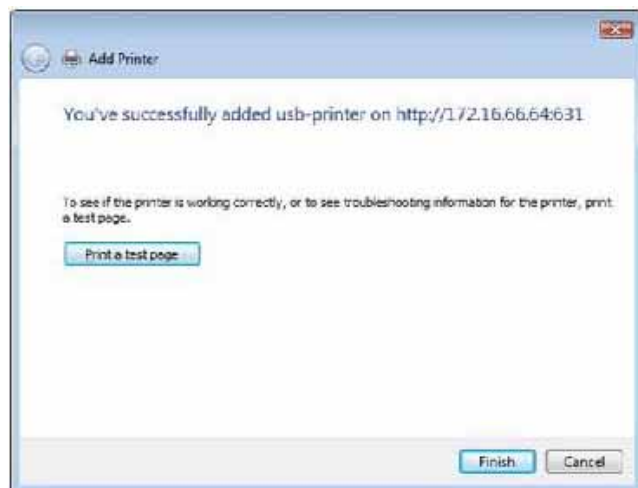 Add Printer
You've successfully added usb-printer on http://172.16.66.64:631
To see if the printer is working correctly, or to see troubleshooting information for the printer, print
a test page.
Print a test page
Finish Cancel